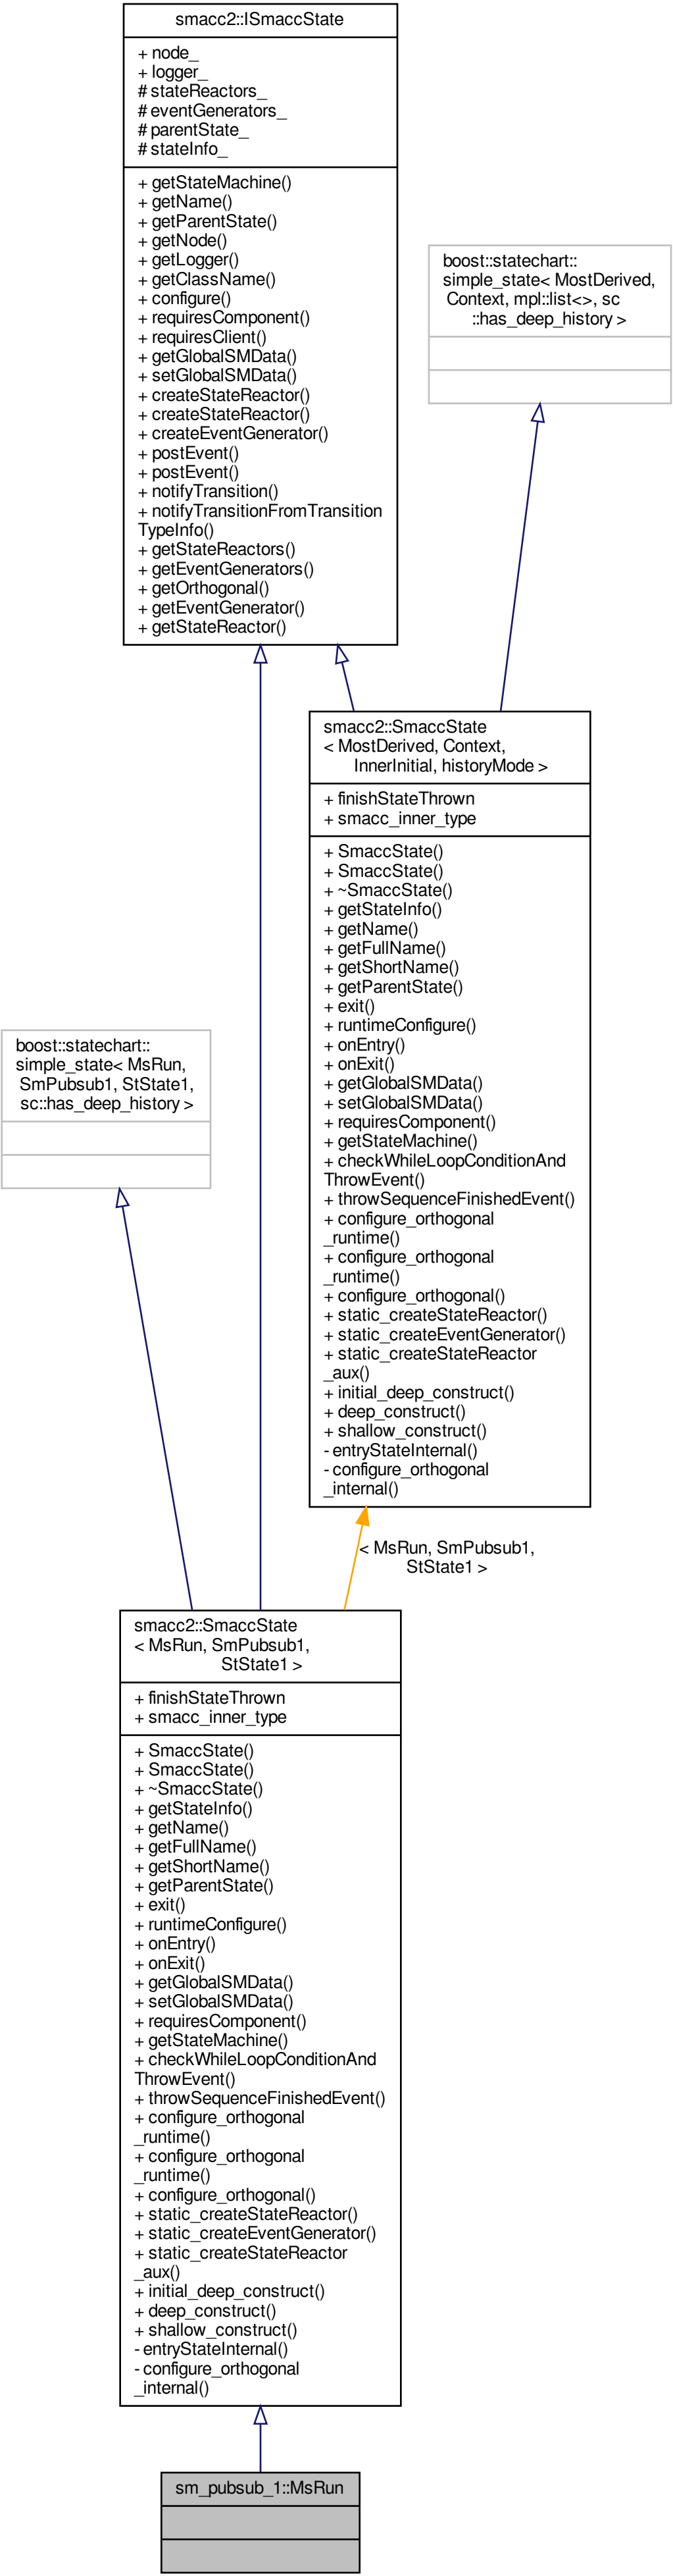 smacc2::ISmaccState
+ node_
+ logger_
# stateReactors_
# eventGenerators_
# parentState_
# stateInfo_
+ getStateMachine()
+ getName()
+ getParentState()
+ getNode()
+ getLogger()
+ getClassName()
+ configure()
+ requiresComponent()
+ requiresClient()
+ getGlobalSMData()
+ setGlobalSMData()
+ createStateReactor()
+ createStateReactor()
+ createEventGenerator()
+ postEvent()
+ postEvent()
+ notifyTransition()
+ notifyTransitionFromTransition
TypeInfo()
+ getStateReactors()
+ getEventGenerators()
+ getOrthogonal()
+ getEventGenerator()
+ getStateReactor()
boost::statechart::
simple_state< MostDerived,
Context, mpl::list<>, sc
::has_deep_history >
smacc2::SmaccState
< MostDerived, Context,
InnerInitial, historyMode >
+ finishStateThrown
+ smacc_inner_type
+ SmaccState()
+ SmaccState()
+ ~SmaccState()
+ getStateInfo()
+ getName()
+ getFullName()
+ getShortName()
+ getParentState()
+ exit()
+ runtimeConfigure()
+ onEntry()
+ onExit()
+ getGlobalSMData()
+ setGlobalSMData()
+ requiresComponent()
+ getStateMachine()
+ checkWhileLoopConditionAnd
ThrowEvent()
+ throwSequenceFinishedEvent()
+ configure_orthogonal
_runtime()
+ configure_orthogonal
_runtime()
+ configure_orthogonal()
+ static_createStateReactor()
+ static_createEventGenerator()
+ static_createStateReactor
_aux()
+ initial_deep_construct()
+ deep_construct()
+ shallow_construct()
- entryStateInternal()
- configure_orthogonal
_internal()
boost::statechart::
simple_state< MsRun,
SmPubsub1, StState1,
sc::has_deep_history >
< MsRun, SmPubsub1,
StState1 >
smacc2::SmaccState
< MsRun, SmPubsub1,
StState1 >
+ finishStateThrown
+ smacc_inner_type
+ SmaccState()
+ SmaccState()
+ ~SmaccState()
+ getStateInfo()
+ getName()
+ getFullName()
+ getShortName()
+ getParentState()
+ exit()
+ runtimeConfigure()
+ onEntry()
+ onExit()
+ getGlobalSMData()
+ setGlobalSMData()
+ requiresComponent()
+ getStateMachine()
+ checkWhileLoopConditionAnd
ThrowEvent()
+ throwSequenceFinishedEvent()
+ configure_orthogonal
_runtime()
+ configure_orthogonal
_runtime()
+ configure_orthogonal()
+ static_createStateReactor()
+ static_createEventGenerator()
+ static_createStateReactor
_aux()
+ initial_deep_construct()
+ deep_construct()
+ shallow_construct()
- entryStateInternal()
- configure_orthogonal
_internal()
sm_pubsub_1::MsRun